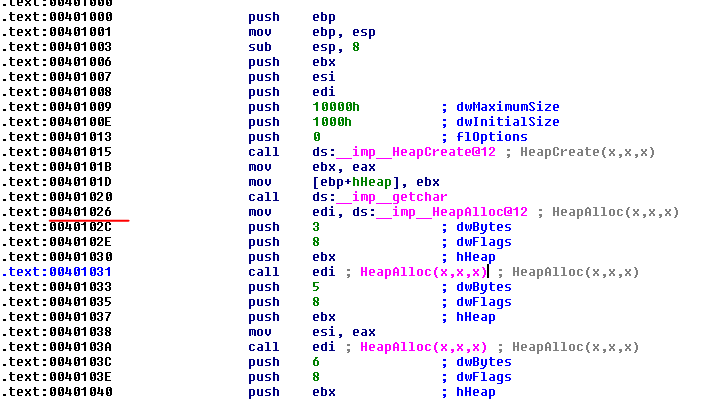 .text:00401000
.text:00401000 push ebp
.text:00401001 mov ebp, esp
.text:00401003 sub esp, 8
.text:00401006 push ebx
.text:00401007 push esi
.text:00401008 push edi
.text:00401009 push 10000h ; dwMaximumSize
.text:0040100E push 1000h ; dwInitialSize
.text:00401013 push 0 ; flOptions
.text:00401015 call ds:__imp__HeapCreate@12 ; HeapCreate(x,x,x)
.text:0040101B mov ebx, eax
.text:0040101D mov [ebp+hHeap], ebx
.text:00401020 call ds:__imp__getchar
.text:00401026 mov edi, ds:__imp__HeapAlloc@12 ; HeapAlloc(x,x,x)
.text:0040102C push 3 ; dwBytes
.text:0040102E push 8 ; dwFlags
.text:00401030 push ebx ; hHeap
.text:00401031 call edi ; HeapAlloc(x,x,x) ; HeapAlloc(x,x,x)
.text:00401033 push 5 ; dwBytes
.text:00401035 push 8 ; dwFlags
.text:00401037 push ebx ; hHeap
.text:00401038 mov esi, eax
.text:0040103A call edi ; HeapAlloc(x,x,x) ; HeapAlloc(x,x,x)
.text:0040103C push 6 ; dwBytes
.text:0040103E push 8 ; dwFlags
.text:00401040 push ebx ; hHeap